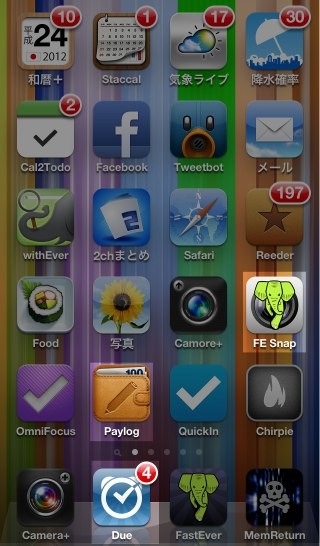 10
1
17
30
平成
24
2012
和暦+
Staccal
気象ライブ
降水確率
2
Cal2Todo
Facebook
Tweetbot
メール
197
withEver
2chまとめ
Safari
Reeder
Food
写真
Camore+
FE Snap
100
OmniFocus
Paylog
QuickIn
Chirpie
4
Camera+
Due
FastEver
MemReturn